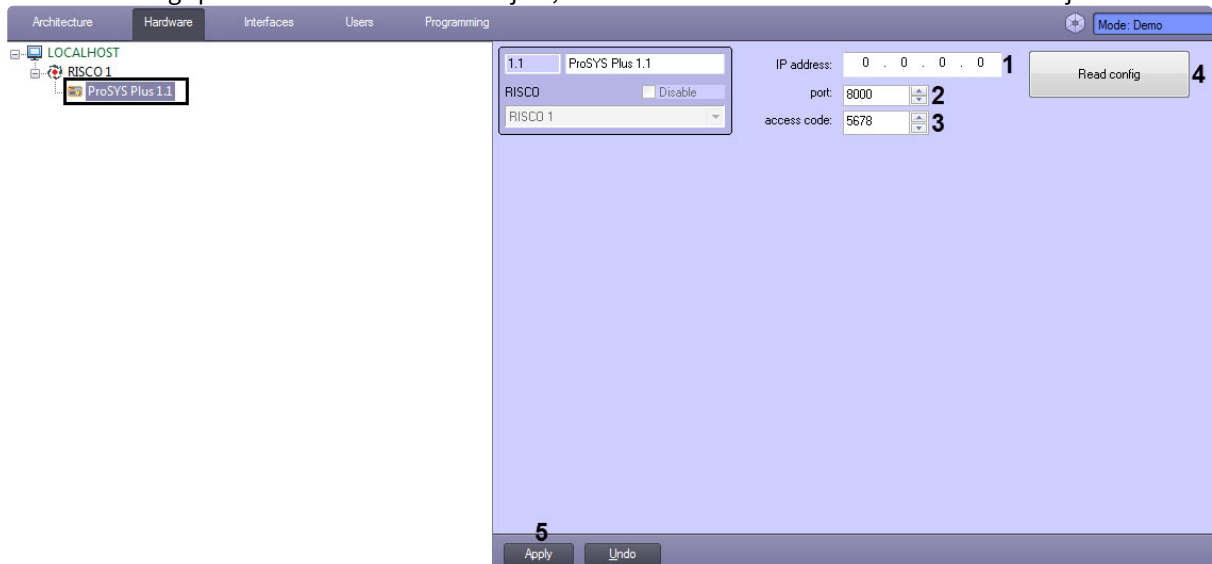 Architecture Hardware Interfaces Users Programming Mode: Demo
LOCALHOST
RISCO 1
ProSYS Plus 1.1
1.1 ProSYS Plus 1.1
RISCO Disable
RISCO 1
IP address: 0 . 0 . 0 . 0 1
port: 8000 2
access code: 5678 3
Read config 4
5
Apply Undo